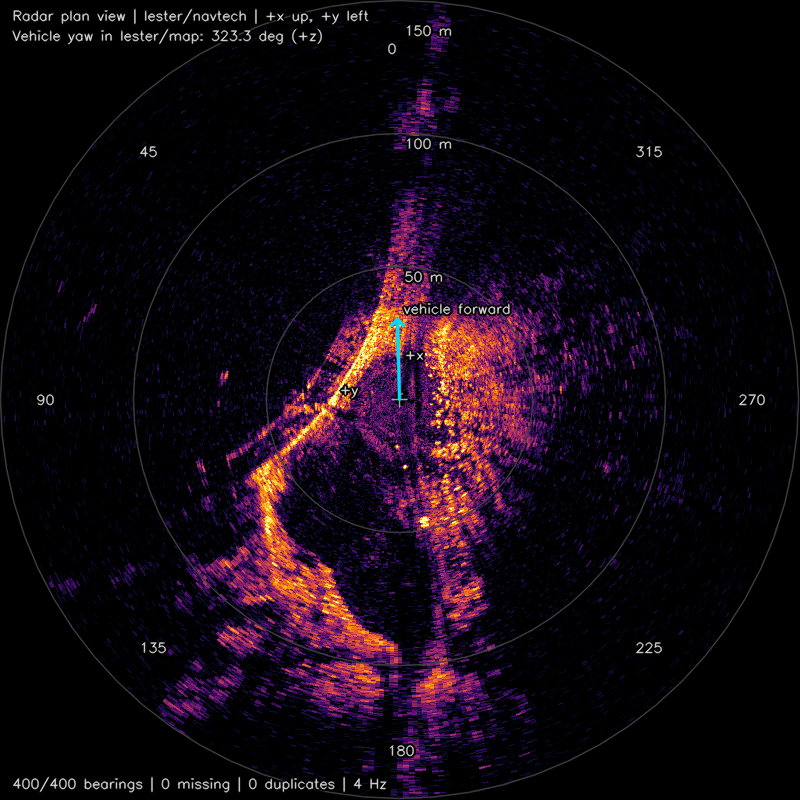 Radar plan view | lester/navtech | +x up, +y left
Vehicle yaw in lester/map: 323.3 deg (+z)
150 m
0
45
100 m
315
50 m
vehicle forward
+x
+y
90
270
135
225
180
400/400 bearings | 0 missing | 0 duplicates | 4 Hz